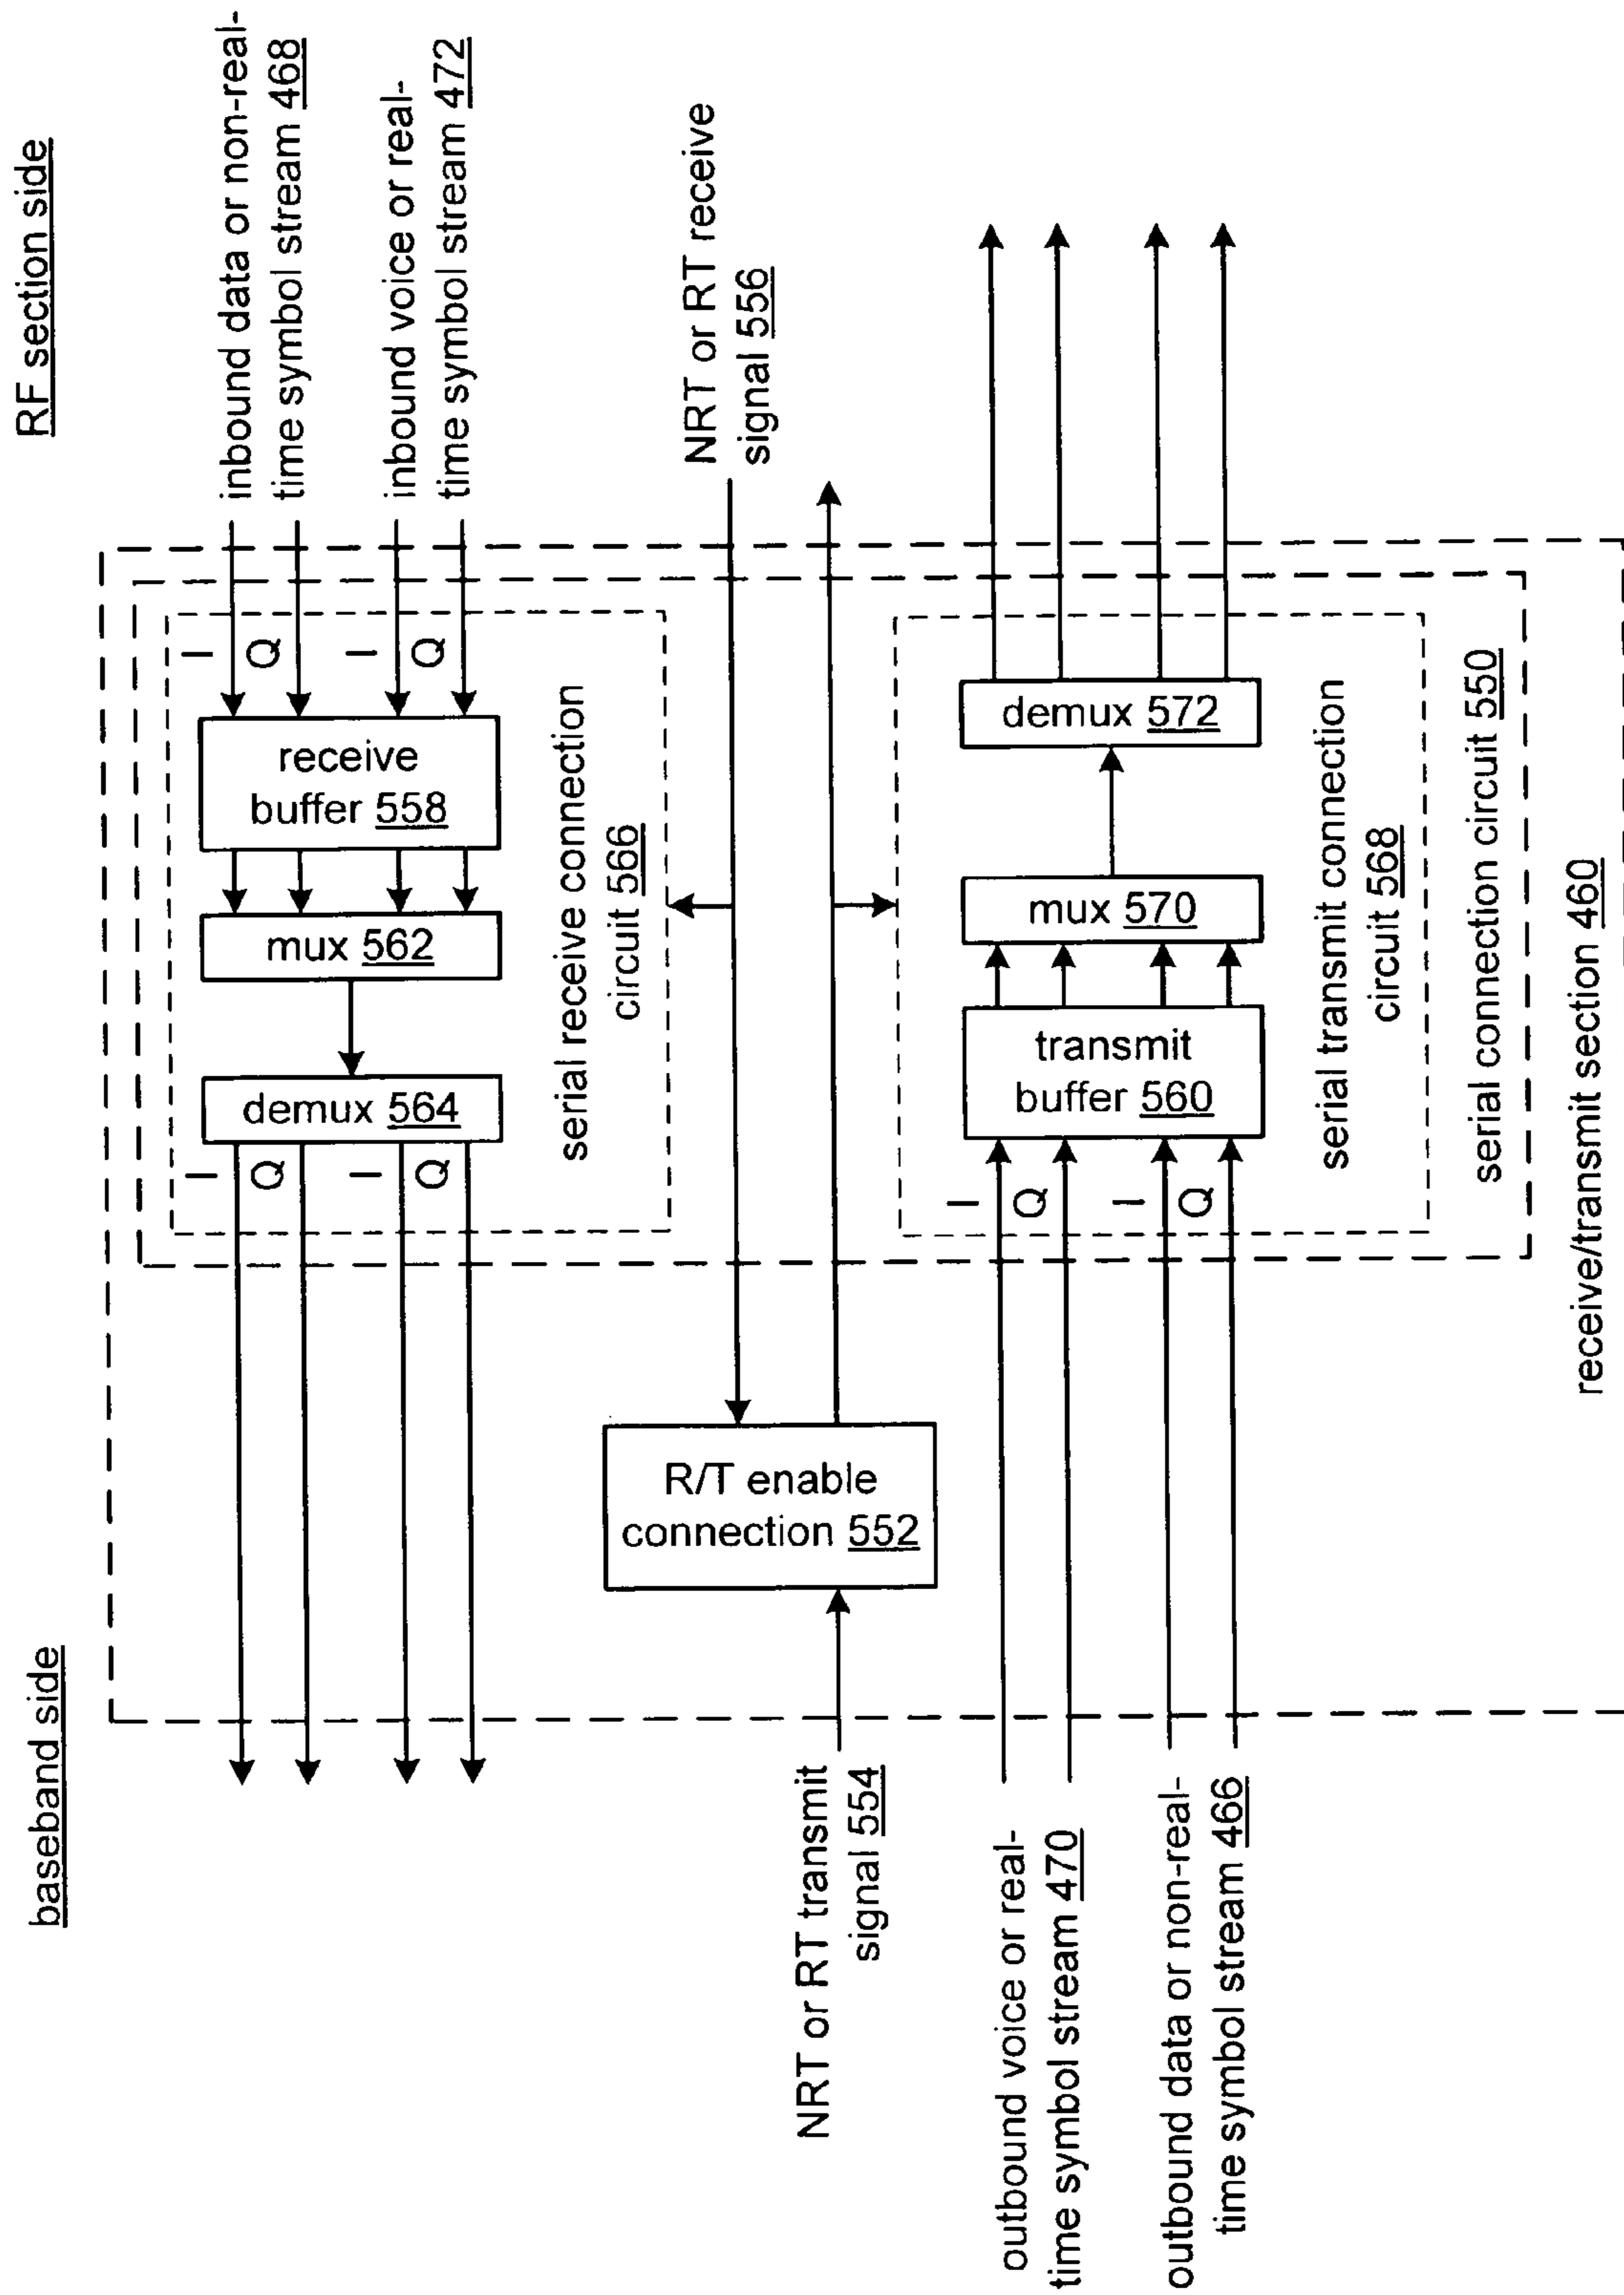 baseband side
RF section side
inbound data or non-real-
time symbol stream 468
inbound voice or real-
time symbol stream 472
I
Q
I
Q
receive
buffer 558
mux 562
demux 564
I
Q
I
Q
serial receive connection
circuit 566
NRT or RT receive
signal 556
R/T enable
connection 552
NRT or RT transmit
signal 554
outbound voice or real-
time symbol stream 470
outbound data or non-real-
time symbol stream 466
I
Q
I
Q
transmit
buffer 560
mux 570
demux 572
serial transmit connection
circuit 568
serial connection circuit 550
receive/transmit section 460